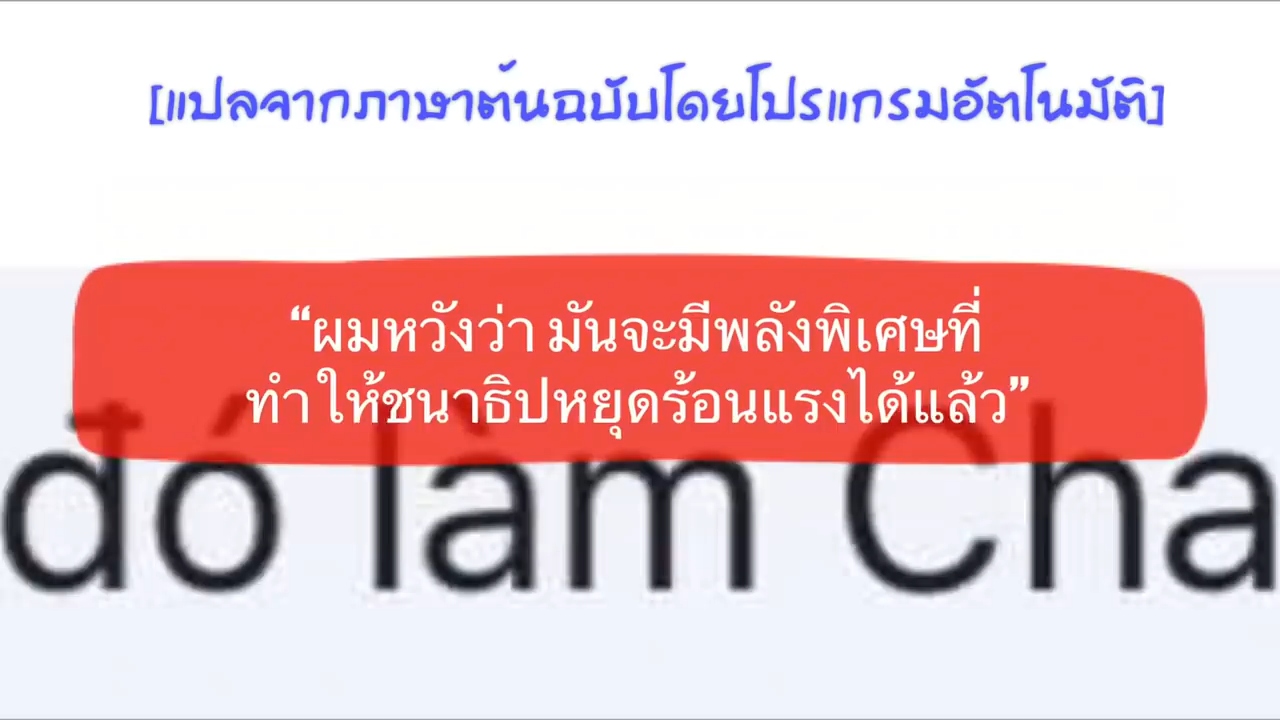 [แปลจากภาษาต้นฉบับโดยโปรแกรมอัตโนมัติ]
“ผมหวังว่า มันจะมีพลังพิเศษที่
ทำให้ชนาธิปหยุดร้อนแรงได้แล้ว”
đó làm Cha